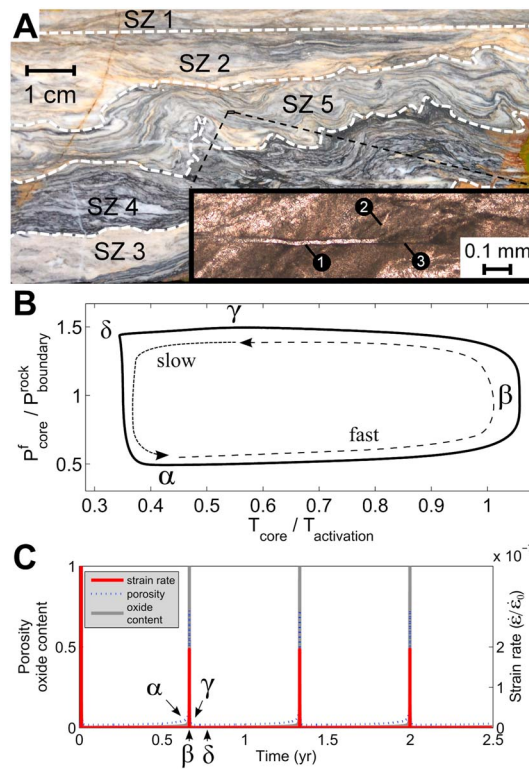 A
SZ 1
SZ 2
1 cm
SZ 5
SZ 4
SZ 3
2
1
3
0.1 mm
B
δ
γ
1.5
slow
β
1.0
fast
0.5
α
P^f_core / P^rock_boundary
0.3 0.4 0.5 0.6 0.7 0.8 0.9 1
T_core / T_activation
C
1
strain rate
porosity
oxide
content
0.5
2
1
α
γ
0
0
0 0.5 1 1.5 2 2.5
β
δ
Time (yr)
Porosity
oxide content
Strain rate (ε̇/ε̇₀)